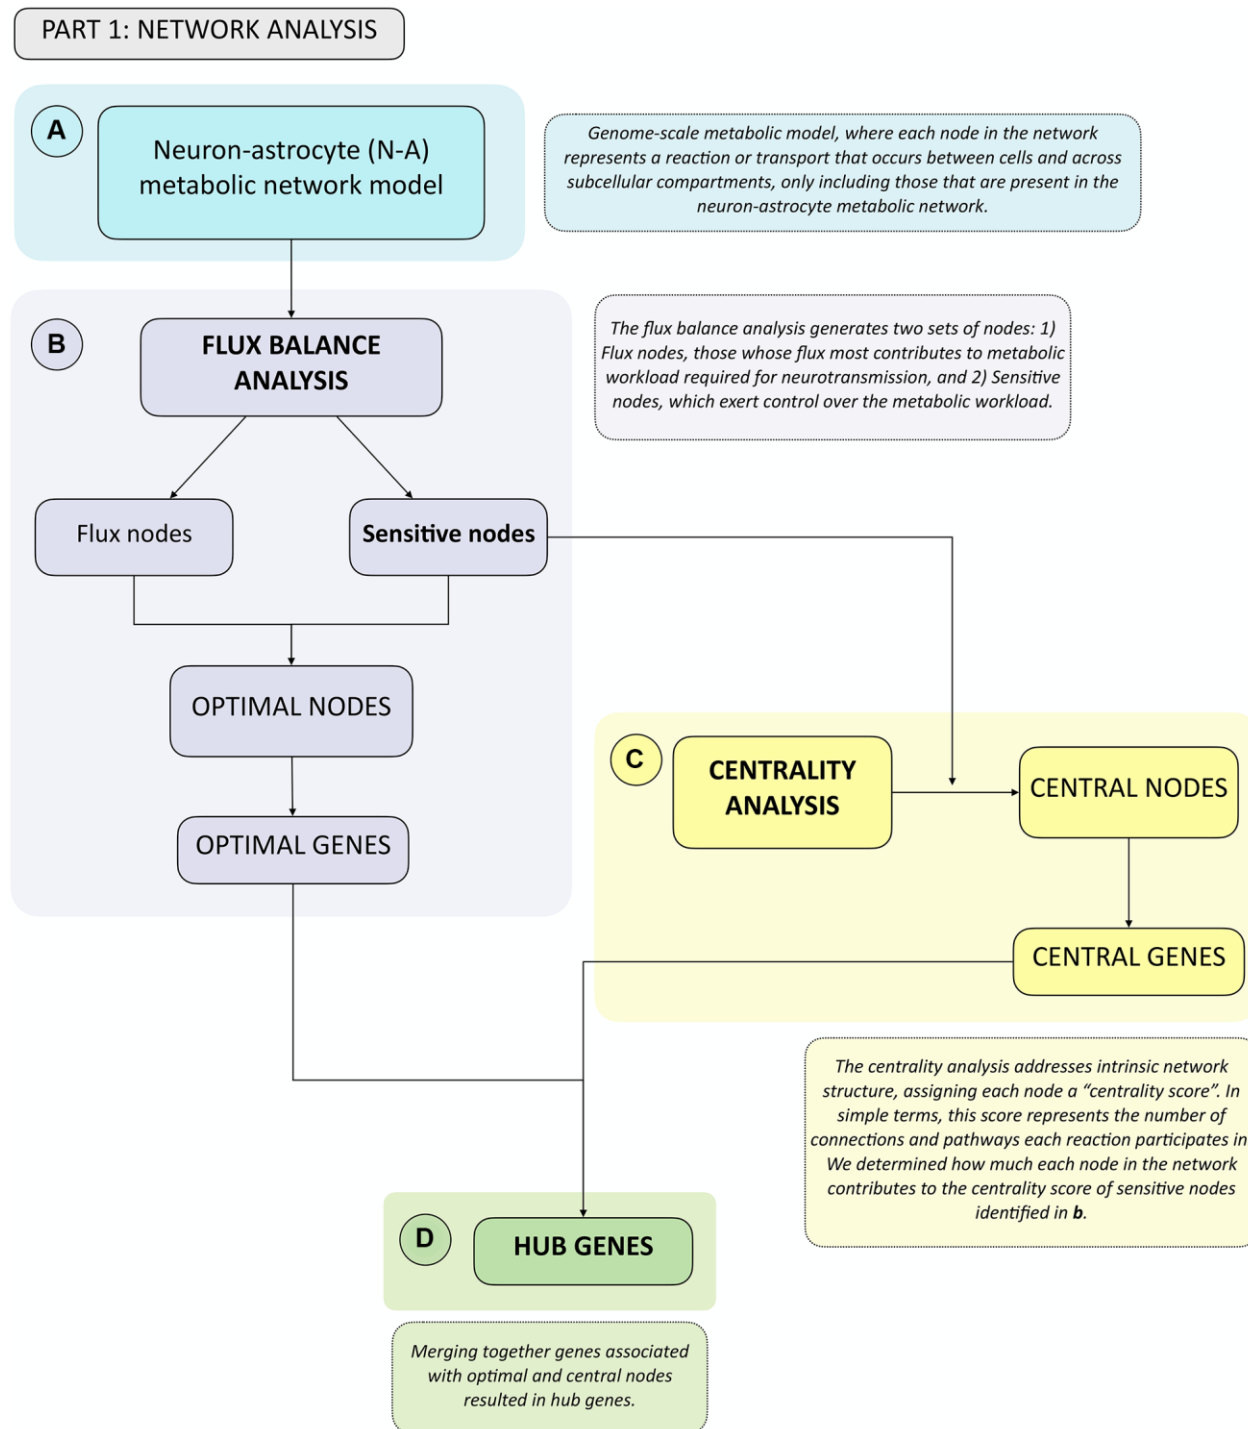 PART 1: NETWORK ANALYSIS
A
Neuron-astrocyte (N-A)
metabolic network model
Genome-scale metabolic model, where each node in the network
represents a reaction or transport that occurs between cells and across
subcellular compartments, only including those that are present in the
neuron-astrocyte metabolic network.
B
FLUX BALANCE
ANALYSIS
The flux balance analysis generates two sets of nodes: 1)
Flux nodes, those whose flux most contributes to metabolic
workload required for neurotransmission, and 2) Sensitive
nodes, which exert control over the metabolic workload.
Flux nodes
Sensitive nodes
OPTIMAL NODES
OPTIMAL GENES
C
CENTRALITY
ANALYSIS
CENTRAL NODES
CENTRAL GENES
The centrality analysis addresses intrinsic network
structure, assigning each node a “centrality score”. In
simple terms, this score represents the number of
connections and pathways each reaction participates in
We determined how much each node in the network
contributes to the centrality score of sensitive nodes
identified in b.
D
HUB GENES
Merging together genes associated
with optimal and central nodes
resulted in hub genes.